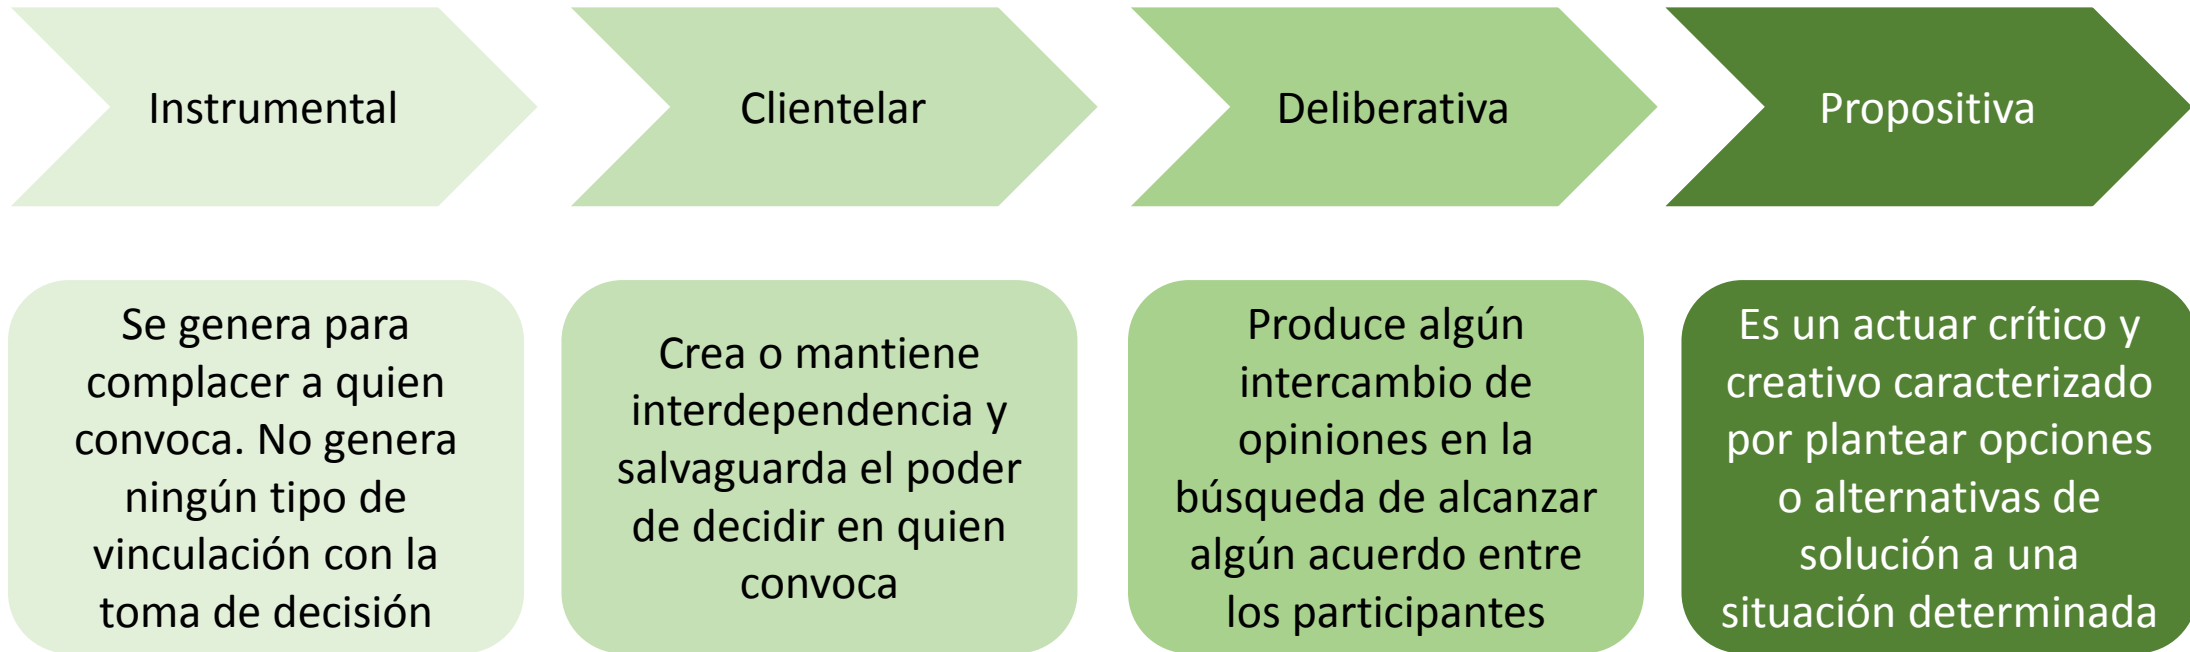 Instrumental
Clientelar
Deliberativa
Propositiva
Se genera para
complacer a quien
convoca. No genera
ningún tipo de
vinculación con la
toma de decisión
Crea o mantiene
interdependencia y
salvaguarda el poder
de decidir en quien
convoca
Produce algún
intercambio de
opiniones en la
búsqueda de alcanzar
algún acuerdo entre
los participantes
Es un actuar crítico y
creativo caracterizado
por plantear opciones
o alternativas de
solución a una
situación determinada